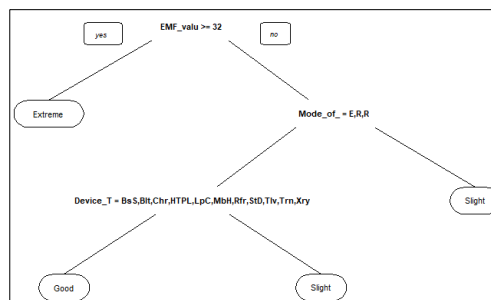 EMF_valu >= 32
yes
no
Extreme
Mode_of_ = E,R,R
Device_T = BsS,Blt,Chr,HTPL,LpC,MbH,Rfr,StD,Tlv,Trn,Xry
Slight
Good
Slight